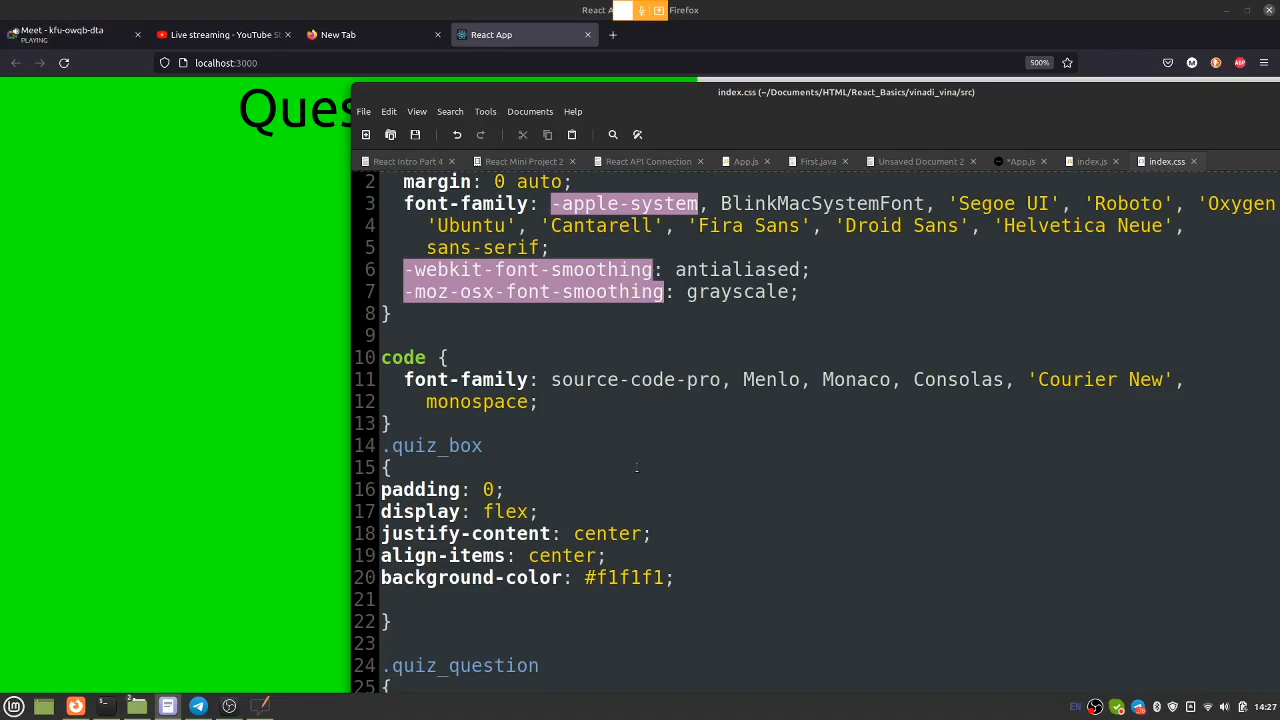 React App
Firefox
Meet - kfu-owqb-dta
PLAYING
Live streaming - YouTube St
New Tab
React App
localhost:3000
500%
Ques
index.css (~/Documents/HTML/React_Basics/vinadi_vina/src)
File Edit View Search Tools Documents Help
React Intro Part 4 React Mini Project 2 React API Connection App.js First.java Unsaved Document 2 *App.js index.js index.css
2 margin: 0 auto;
3 font-family: -apple-system, BlinkMacSystemFont, 'Segoe UI', 'Roboto', 'Oxygen
4 'Ubuntu', 'Cantarell', 'Fira Sans', 'Droid Sans', 'Helvetica Neue',
5 sans-serif;
6 -webkit-font-smoothing: antialiased;
7 -moz-osx-font-smoothing: grayscale;
8 }
9
10 code {
11 font-family: source-code-pro, Menlo, Monaco, Consolas, 'Courier New',
12 monospace;
13 }
14 .quiz_box
15 {
16 padding: 0;
17 display: flex;
18 justify-content: center;
19 align-items: center;
20 background-color: #f1f1f1;
21
22 }
23
24 .quiz_question
25 {
EN 14:27